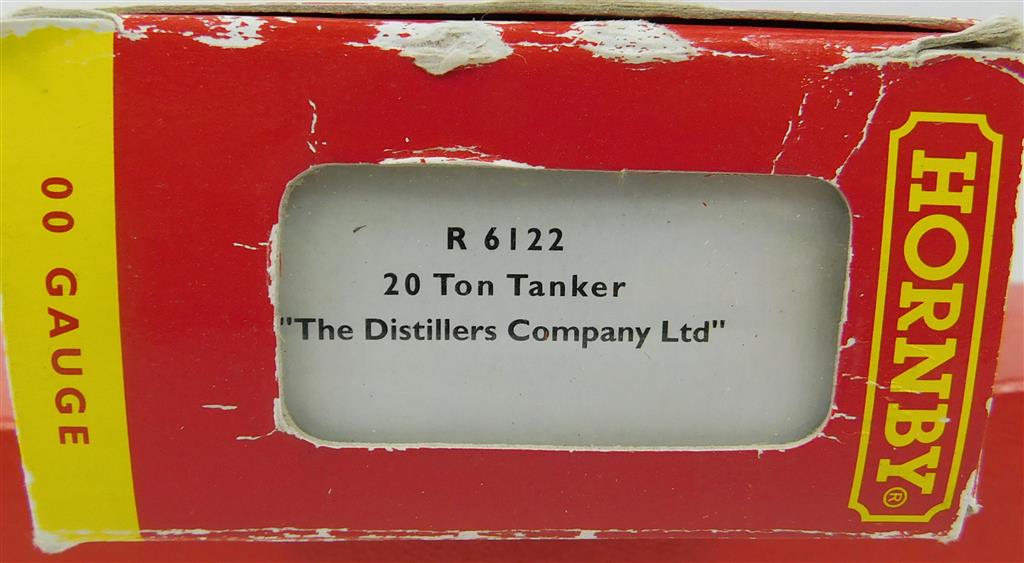 00 GAUGE
R 6122
20 Ton Tanker
"The Distillers Company Ltd"
HORNBY®